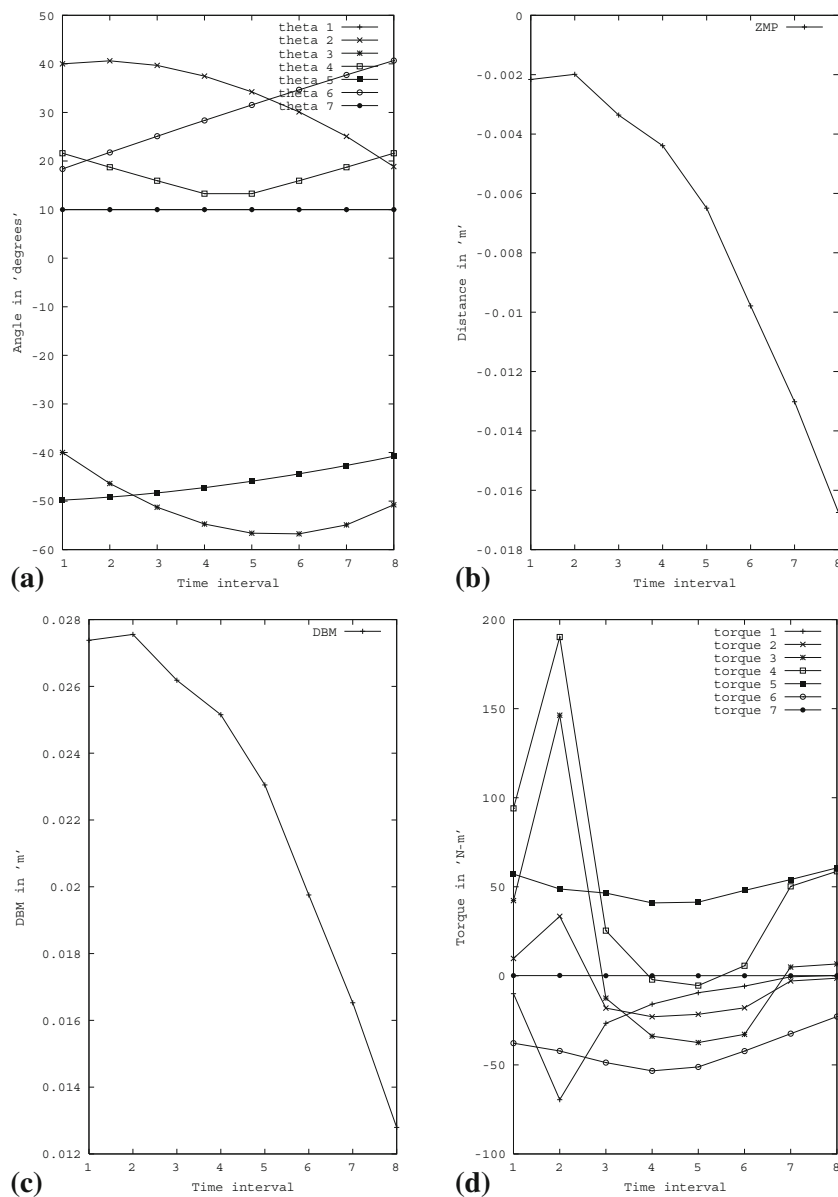 50
40
30
20
10
0
-10
-20
-30
-40
-50
-60
Angle in 'degrees'
theta 1
theta 2
theta 3
theta 4
theta 5
theta 6
theta 7
1 2 3 4 5 6 7 8
Time interval
(a)
0
-0.002
-0.004
-0.006
-0.008
-0.01
-0.012
-0.014
-0.016
-0.018
Distance in 'm'
ZMP
1 2 3 4 5 6 7 8
Time interval
(b)
0.028
0.026
0.024
0.022
0.02
0.018
0.016
0.014
0.012
DBM in 'm'
DBM
1 2 3 4 5 6 7 8
Time interval
(c)
200
150
100
50
0
-50
-100
Torque in 'N-m'
torque 1
torque 2
torque 3
torque 4
torque 5
torque 6
torque 7
1 2 3 4 5 6 7 8
Time interval
(d)